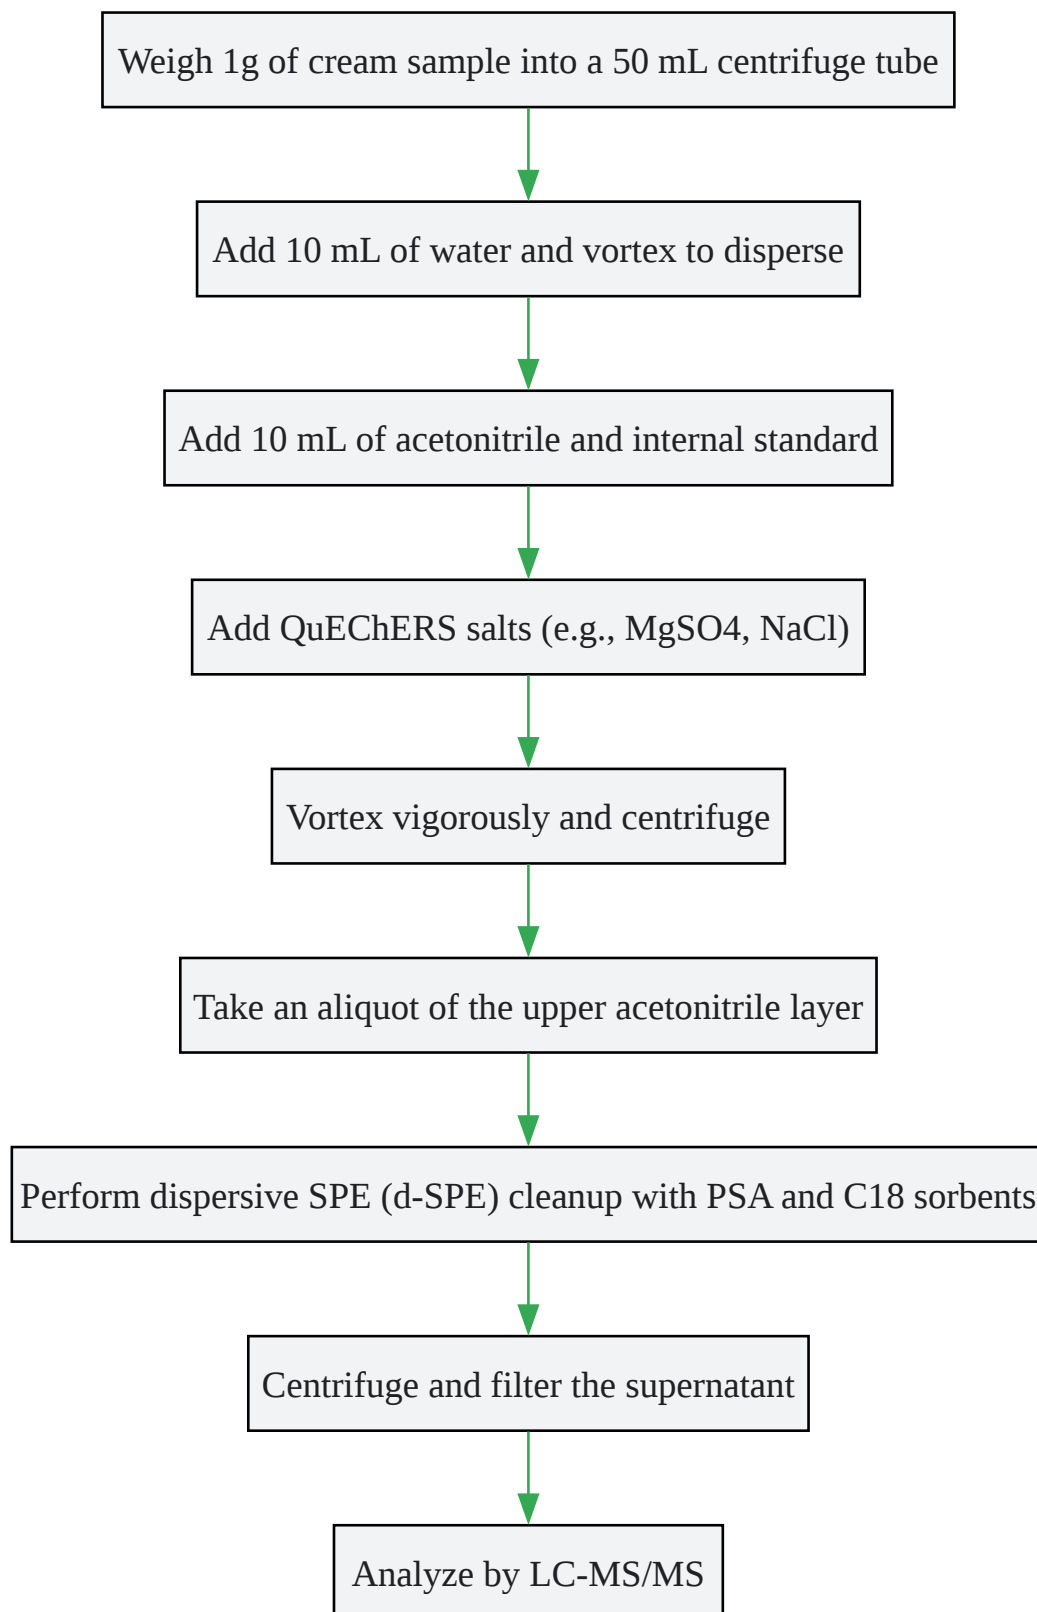 Weigh 1g of cream sample into a 50 mL centrifuge tube
Add 10 mL of water and vortex to disperse
Add 10 mL of acetonitrile and internal standard
Add QuEChERS salts (e.g., MgSO4, NaCl)
Vortex vigorously and centrifuge
Take an aliquot of the upper acetonitrile layer
Perform dispersive SPE (d-SPE) cleanup with PSA and C18 sorbents
Centrifuge and filter the supernatant
Analyze by LC-MS/MS